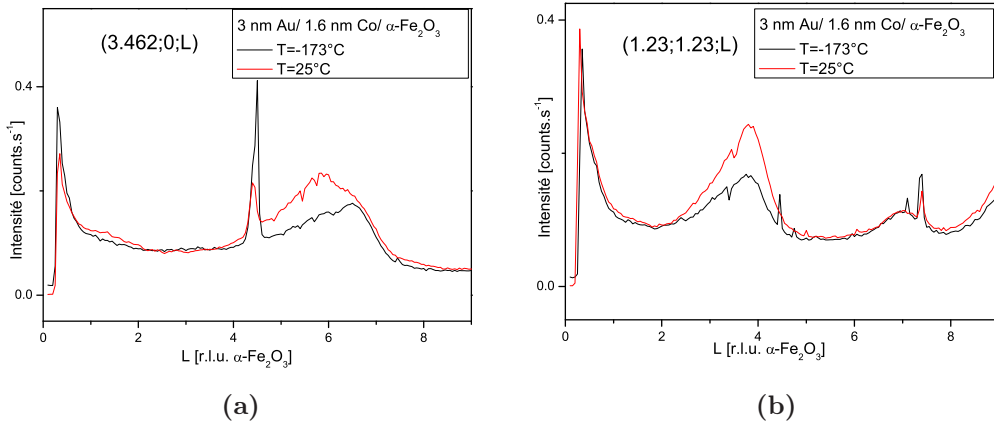 3 nm Au/ 1.6 nm Co/ α-Fe₂O₃
(3.462;0;L)
T=-173°C
T=25°C
Intensité [counts.s⁻¹]
0.4
0.0
0 2 4 6 8
L [r.l.u. α-Fe₂O₃]
(a)
3 nm Au/ 1.6 nm Co/ α-Fe₂O₃
(1.23;1.23;L)
T=-173°C
T=25°C
Intensité [counts.s⁻¹]
0.4
0.0
0 2 4 6 8
L [r.l.u. α-Fe₂O₃]
(b)